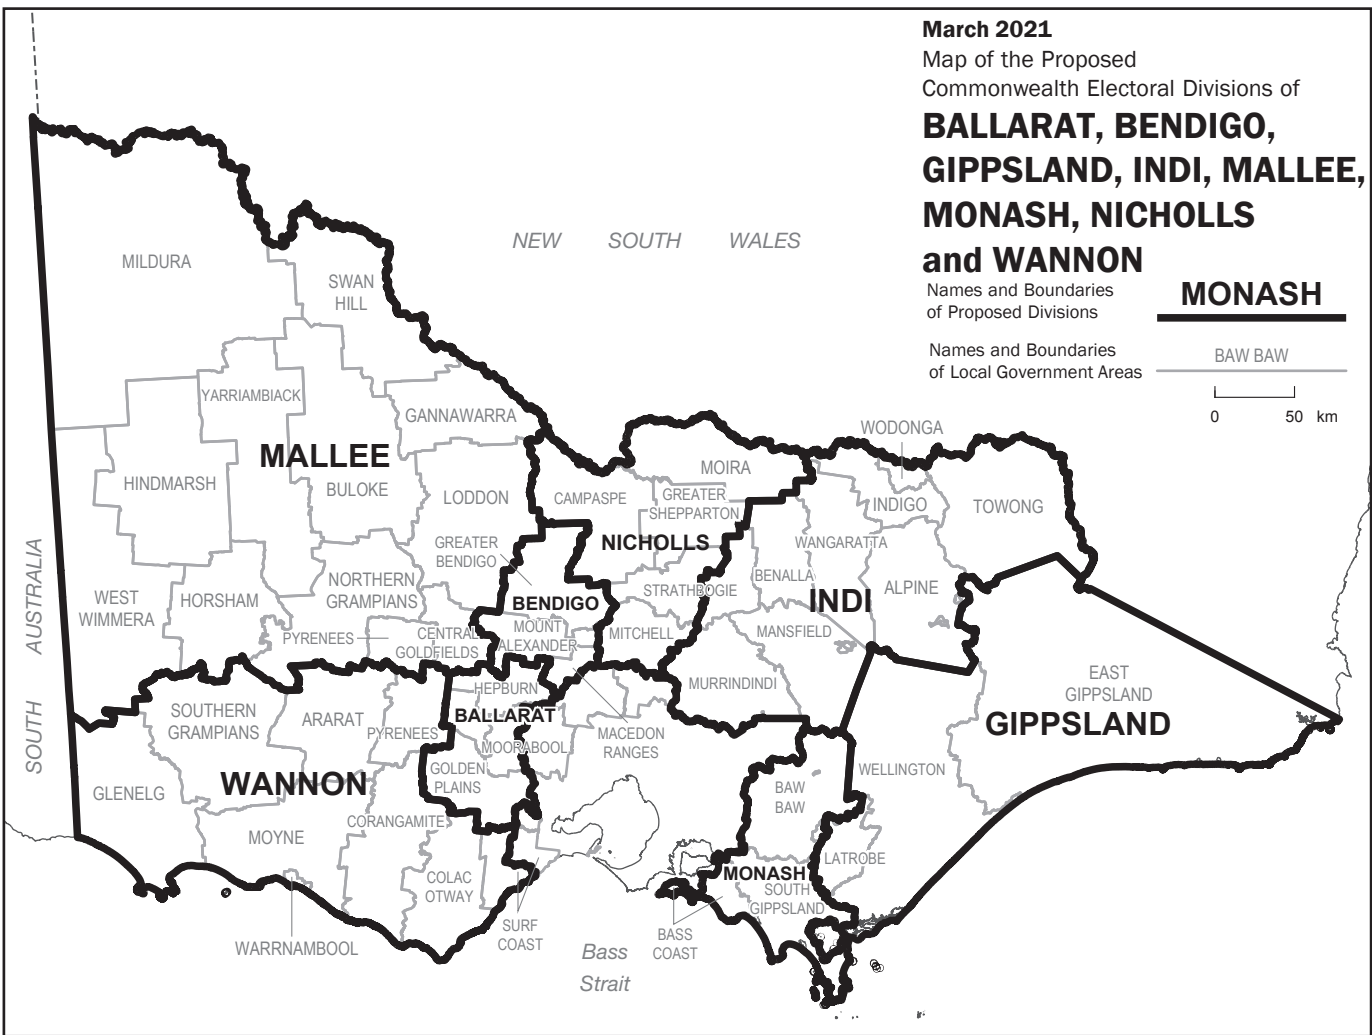 March 2021
Map of the Proposed
Commonwealth Electoral Divisions of
BALLARAT, BENDIGO,
GIPPSLAND, INDI, MALLEE,
MONASH, NICHOLLS
and WANNON
Names and Boundaries
of Proposed Divisions
MONASH
Names and Boundaries
of Local Government Areas
BAW BAW
0 50 km
NEW SOUTH WALES
MILDURA
SWAN
HILL
YARRIAMBIACK
GANNAWARRA
MALLEE
HINDMARSH
BULOKE
LODDON
WODONGA
MOIRA
CAMPASPE
GREATER
SHEPPARTON
INDIGO
TOWONG
GREATER
BENDIGO
NICHOLLS
WANGARATTA
NORTHERN
GRAMPIANS
BENALLA
STRATHBOGIE
ALPINE
INDI
WEST
WIMMERA
HORSHAM
BENDIGO
PYRENEES
CENTRAL
GOLDFIELDS
MOUNT
ALEXANDER
MITCHELL
MANSFIELD
SOUTH AUSTRALIA
MURRINDINDI
EAST
GIPPSLAND
GIPPSLAND
HEPBURN
BALLARAT
SOUTHERN
GRAMPIANS
ARARAT
PYRENEES
MOORABOOL
MACEDON
RANGES
WANNON
GOLDEN
PLAINS
WELLINGTON
GLENELG
BAW
BAW
CORANGAMITE
MOYNE
LATROBE
MONASH
COLAC
OTWAY
SOUTH
GIPPSLAND
SURF
COAST
BASS
COAST
WARRNAMBOOL
Bass
Strait